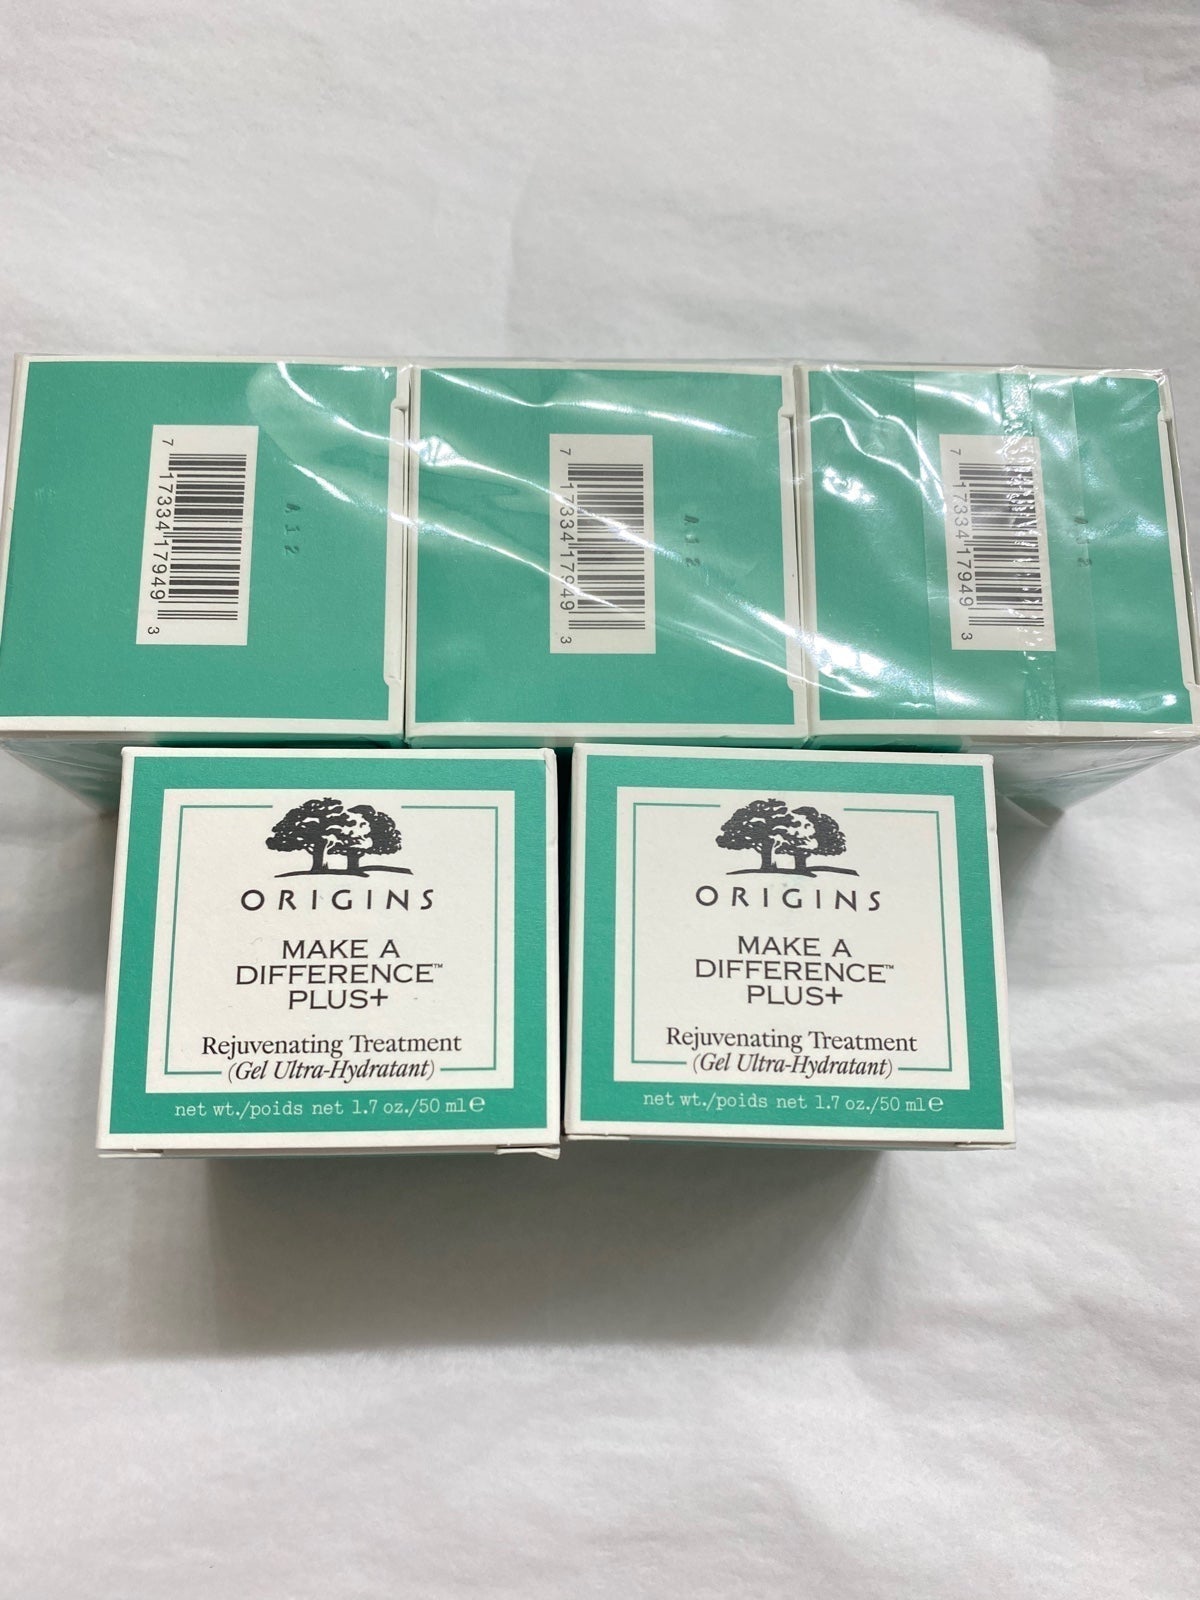 7 17334 17949 3
A12
7 17334 17949 3
A12
7 17334 17949 3
ORIGINS
MAKE A
DIFFERENCE™
PLUS+
Rejuvenating Treatment
(Gel Ultra-Hydratant)
net wt./poids net 1.7 oz./50 ml ℮
ORIGINS
MAKE A
DIFFERENCE™
PLUS+
Rejuvenating Treatment
(Gel Ultra-Hydratant)
net wt./poids net 1.7 oz./50 ml ℮